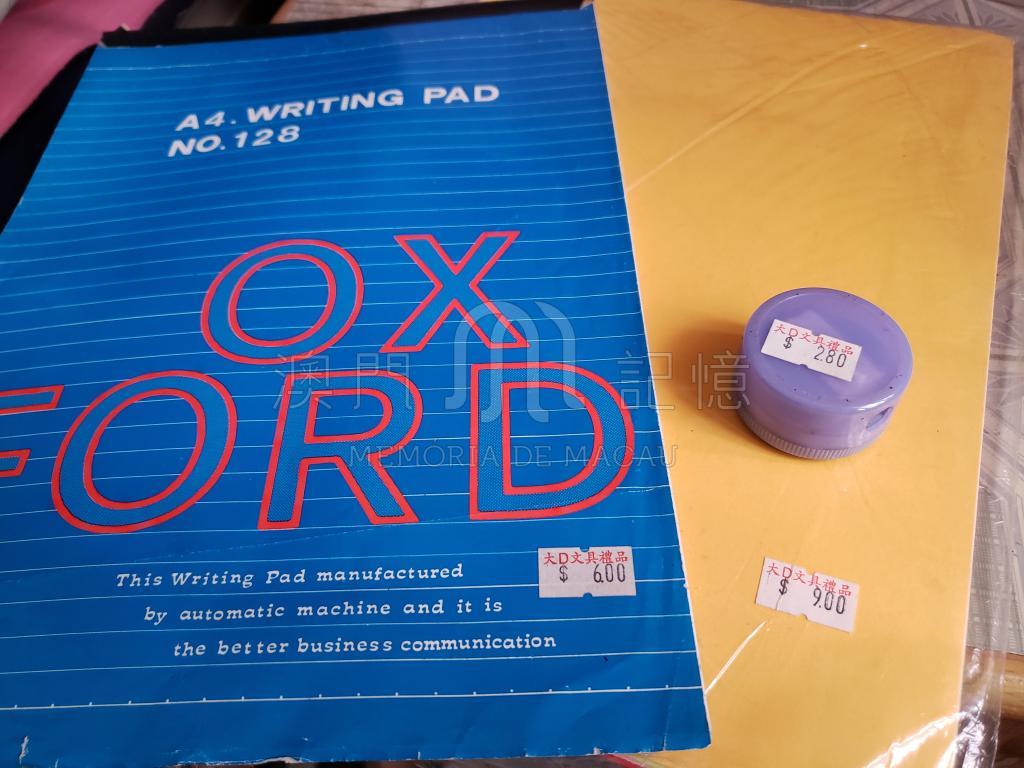 A4. WRITING PAD
NO. 128
OX
FORD
This Writing Pad manufactured
by automatic machine and it is
the better business communication
大D文具禮品
$ 6.00
大D文具禮品
$ 2.80
大D文具禮品
$ 9.00
澳門記憶
MEMÓRIA DE MACAU